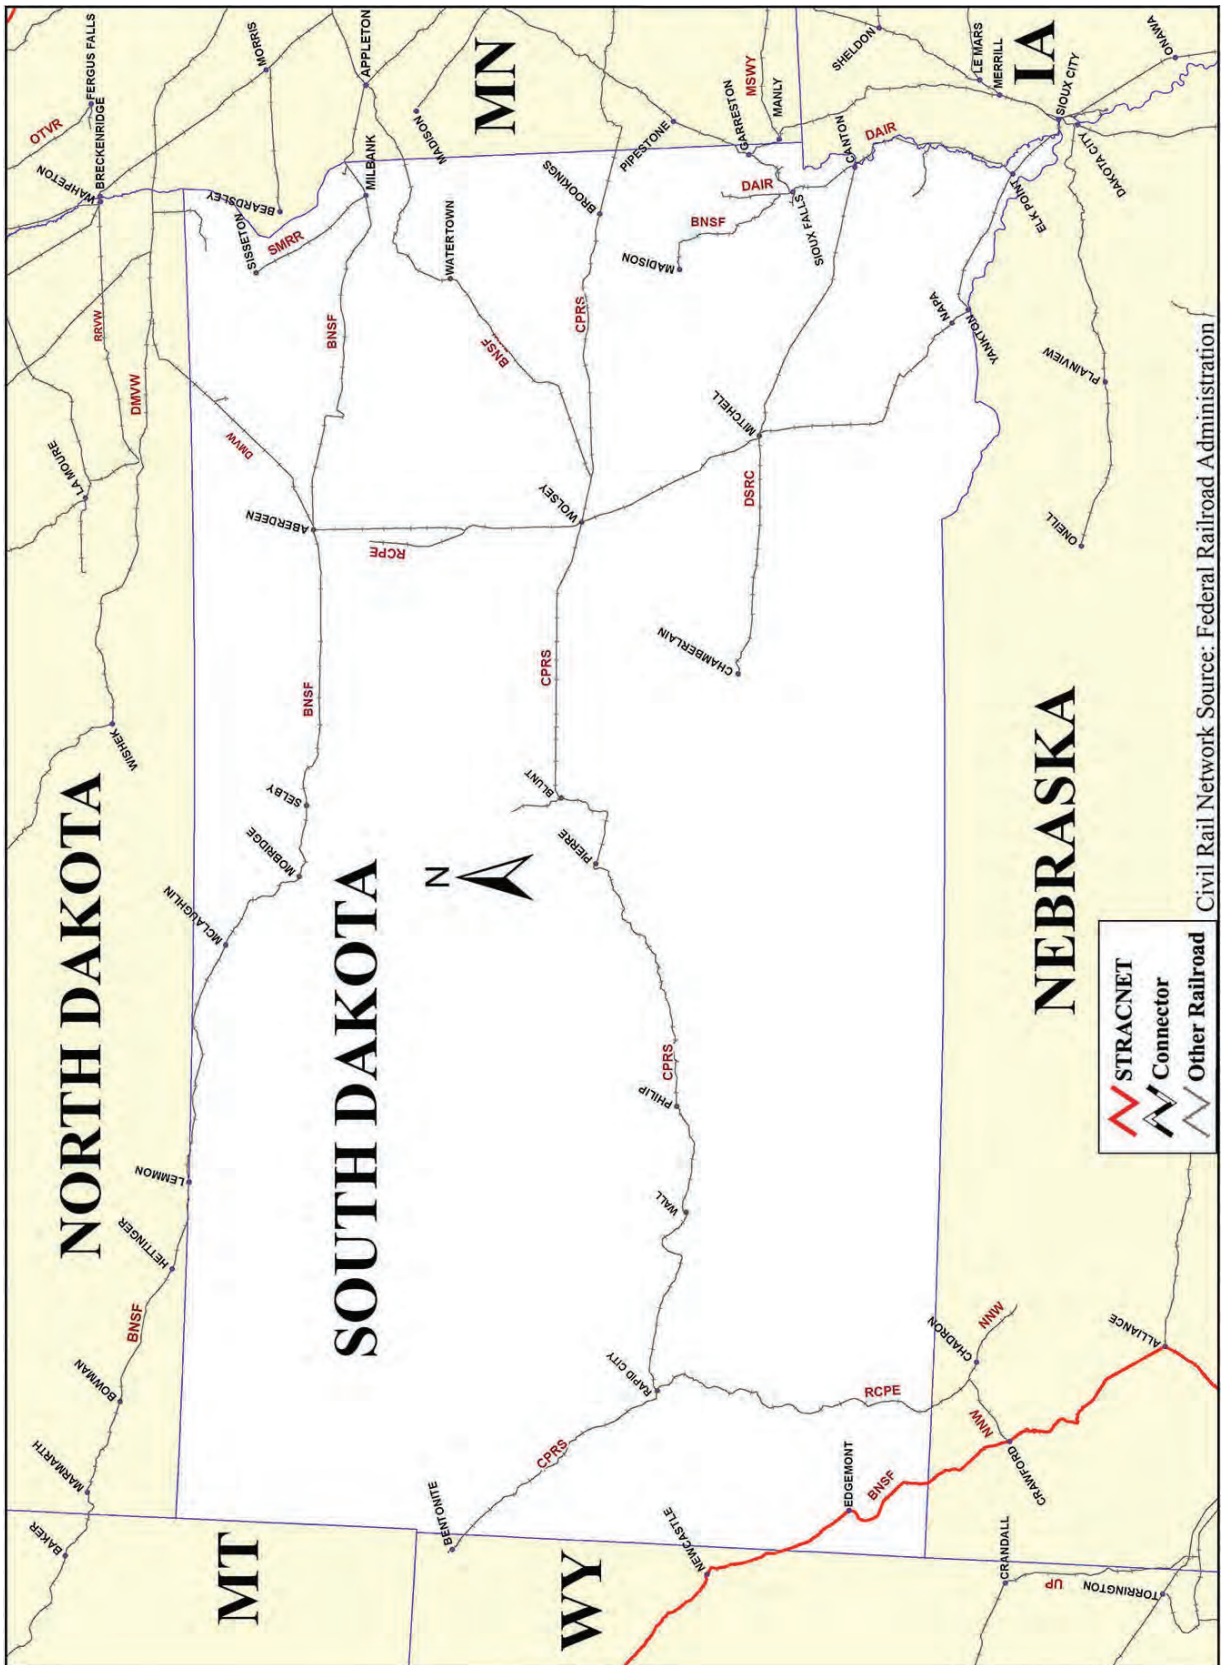 FERGUS FALLS
OTVR
BRECKENRIDGE
WAHPETON
MORRIS
APPLETON
BEARDSLEY
SISSETON
SMRR
MILBANK
MADISON
MN
WATERTOWN
BROOKINGS
PIPESTONE
GARRESTON
MSWY
MANLY
SHELDON
LE MARS
MERRILL
IA
SIOUX CITY
ONAWA
DAKOTA CITY
ELK POINT
DAIR
CANTON
DAIR
SIOUX FALLS
BNSF
MADISON
RRVW
DMVW
BNSF
BNSF
CPRS
NAPA
YANKTON
PLAINVIEW
LA MOURE
DMVW
ABERDEEN
RCPE
WOLSEY
MITCHELL
DSRC
CHAMBERLAIN
ONEILL
WISHEK
BNSF
CPRS
SELBY
MOBRIDGE
BLUNT
PIERRE
MCLAUGHLIN
NORTH DAKOTA
SOUTH DAKOTA
N
NEBRASKA
LEMMON
HETTINGER
BNSF
BOWMAN
MARMARTH
BAKER
PHILIP
CPRS
WALL
RAPID CITY
CPRS
BENTONITE
RCPE
CHADRON
NNW
NNW
CRAWFORD
ALLIANCE
EDGEMONT
BNSF
NEWCASTLE
MT
WY
CRANDALL
UP
TORRINGTON
STRACNET
Connector
Other Railroad
Civil Rail Network Source: Federal Railroad Administration